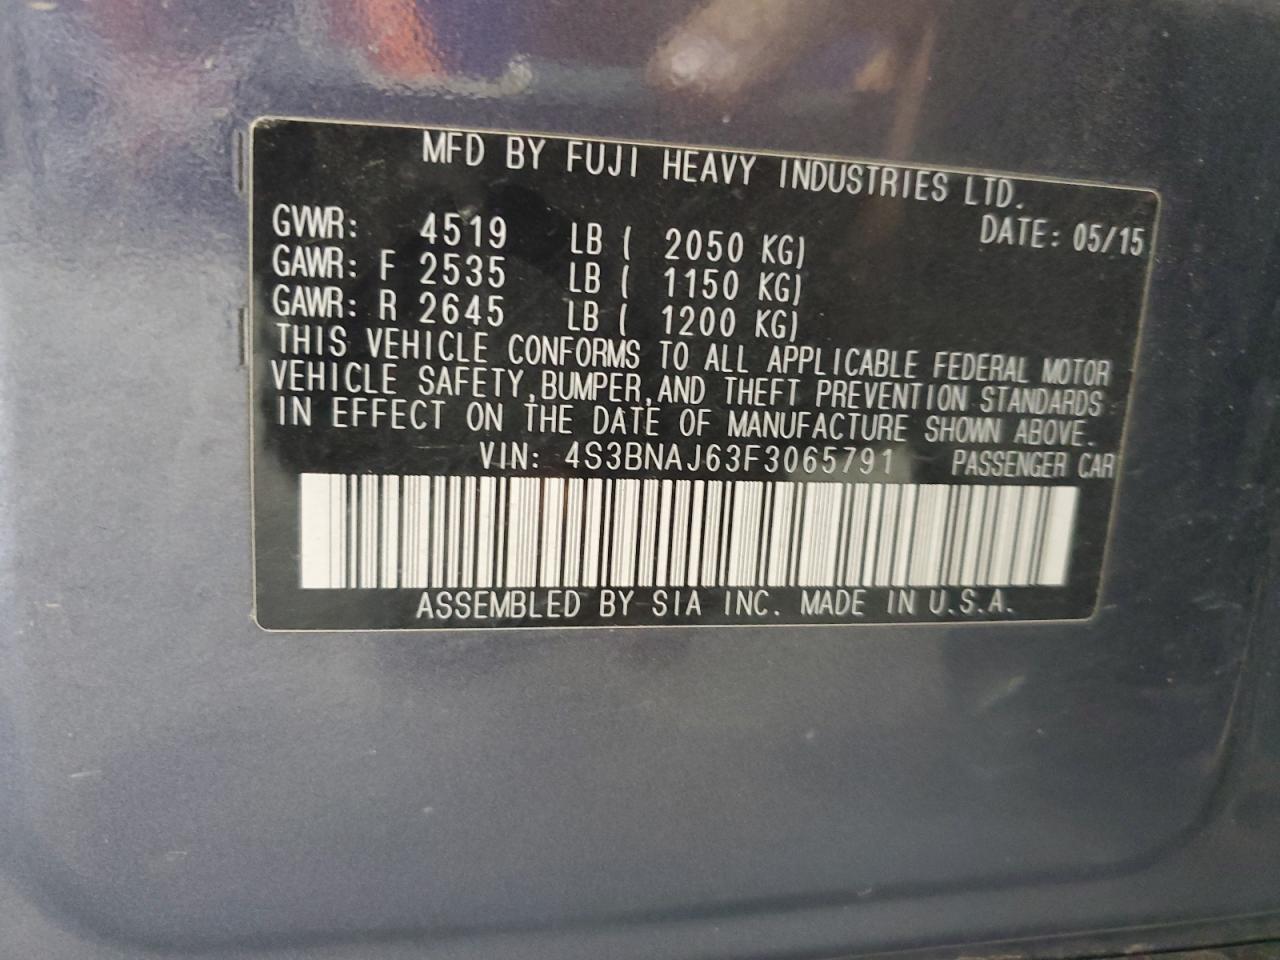 MFD BY FUJI HEAVY INDUSTRIES LTD.
DATE: 05/15
GVWR: 4519 LB ( 2050 KG)
GAWR: F 2535 LB ( 1150 KG)
GAWR: R 2645 LB ( 1200 KG)
THIS VEHICLE CONFORMS TO ALL APPLICABLE FEDERAL MOTOR
VEHICLE SAFETY,BUMPER,AND THEFT PREVENTION STANDARDS
IN EFFECT ON THE DATE OF MANUFACTURE SHOWN ABOVE.
VIN: 4S3BNAJ63F3065791 PASSENGER CAR
ASSEMBLED BY SIA INC. MADE IN U.S.A.